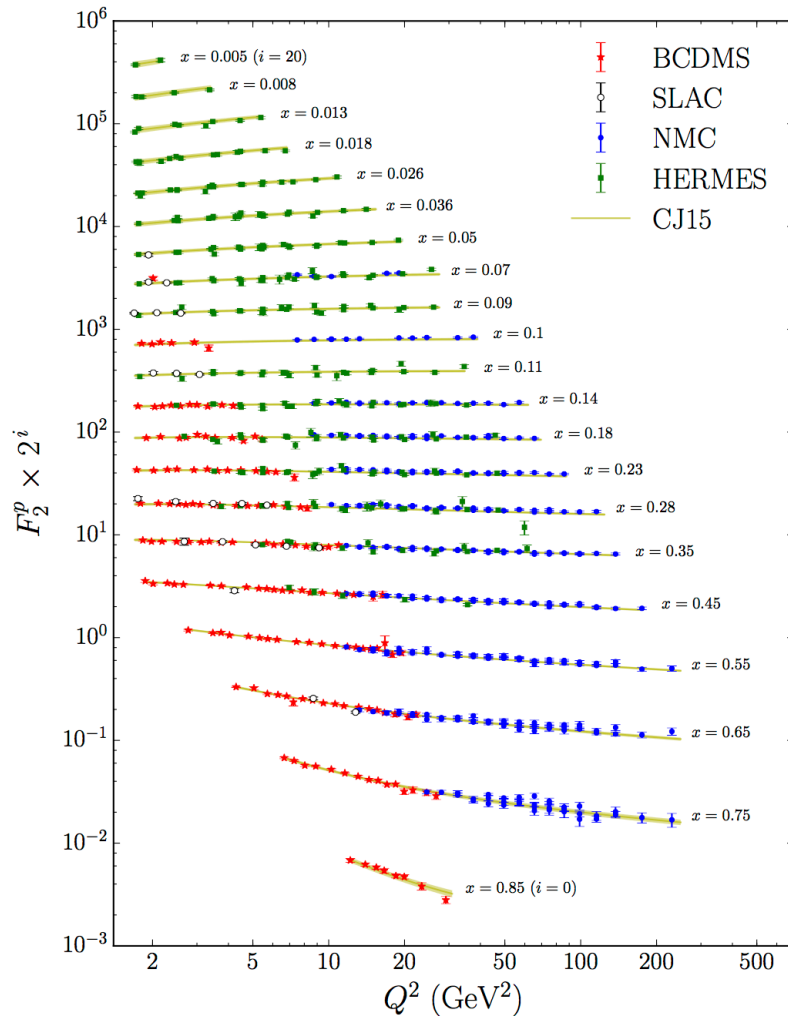 10^6
10^5
10^4
10^3
10^2
10^1
10^0
10^{-1}
10^{-2}
10^{-3}
F_2^p × 2^i
x = 0.005 (i = 20)
x = 0.008
x = 0.013
x = 0.018
x = 0.026
x = 0.036
x = 0.05
x = 0.07
x = 0.09
x = 0.1
x = 0.11
x = 0.14
x = 0.18
x = 0.23
x = 0.28
x = 0.35
x = 0.45
x = 0.55
x = 0.65
x = 0.75
x = 0.85 (i = 0)
BCDMS
SLAC
NMC
HERMES
CJ15
2 5 10 20 50 100 200 500
Q^2 (GeV^2)